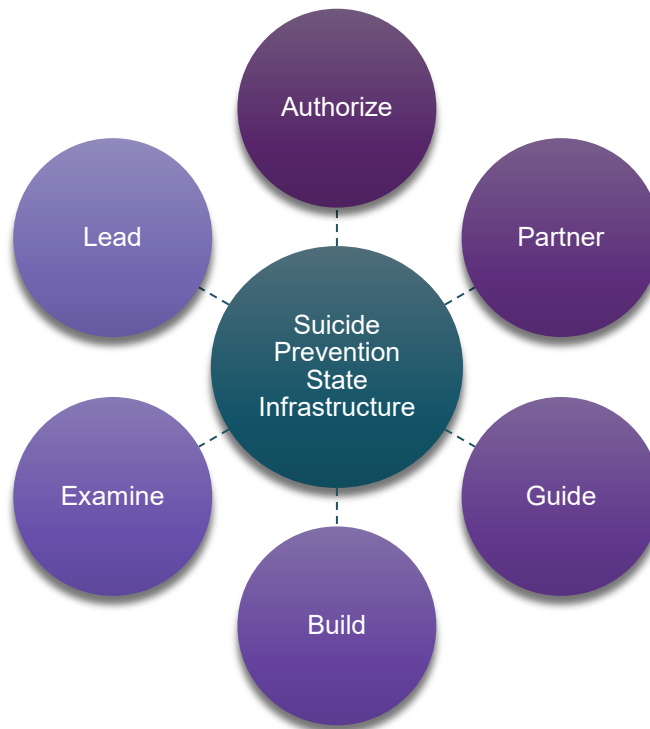 Authorize
Lead
Partner
Suicide
Prevention
State
Infrastructure
Examine
Guide
Build